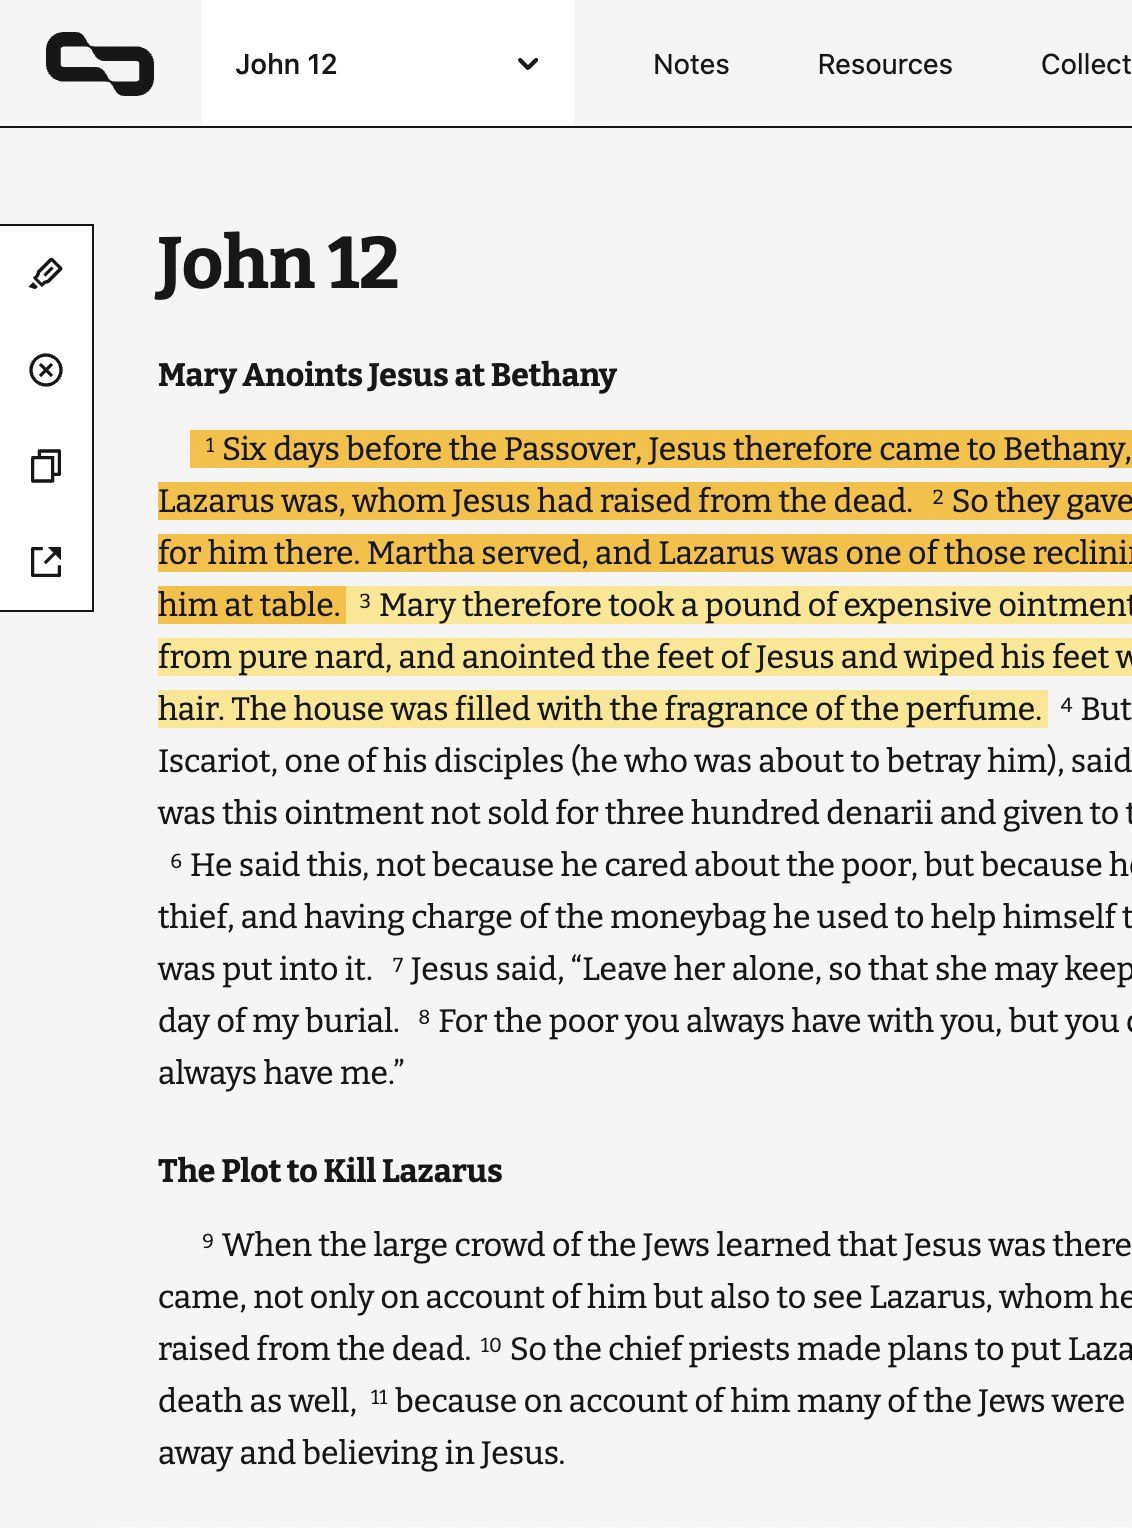 John 12
Notes
Resources
Collect
John 12
Mary Anoints Jesus at Bethany
1 Six days before the Passover, Jesus therefore came to Bethany,
Lazarus was, whom Jesus had raised from the dead. 2 So they gave
for him there. Martha served, and Lazarus was one of those reclini
him at table. 3 Mary therefore took a pound of expensive ointment
from pure nard, and anointed the feet of Jesus and wiped his feet w
hair. The house was filled with the fragrance of the perfume. 4 But
Iscariot, one of his disciples (he who was about to betray him), said
was this ointment not sold for three hundred denarii and given to t
6 He said this, not because he cared about the poor, but because he
thief, and having charge of the moneybag he used to help himself t
was put into it. 7 Jesus said, “Leave her alone, so that she may keep
day of my burial. 8 For the poor you always have with you, but you
always have me.”
The Plot to Kill Lazarus
9 When the large crowd of the Jews learned that Jesus was there
came, not only on account of him but also to see Lazarus, whom he
raised from the dead. 10 So the chief priests made plans to put Laza
death as well, 11 because on account of him many of the Jews were
away and believing in Jesus.